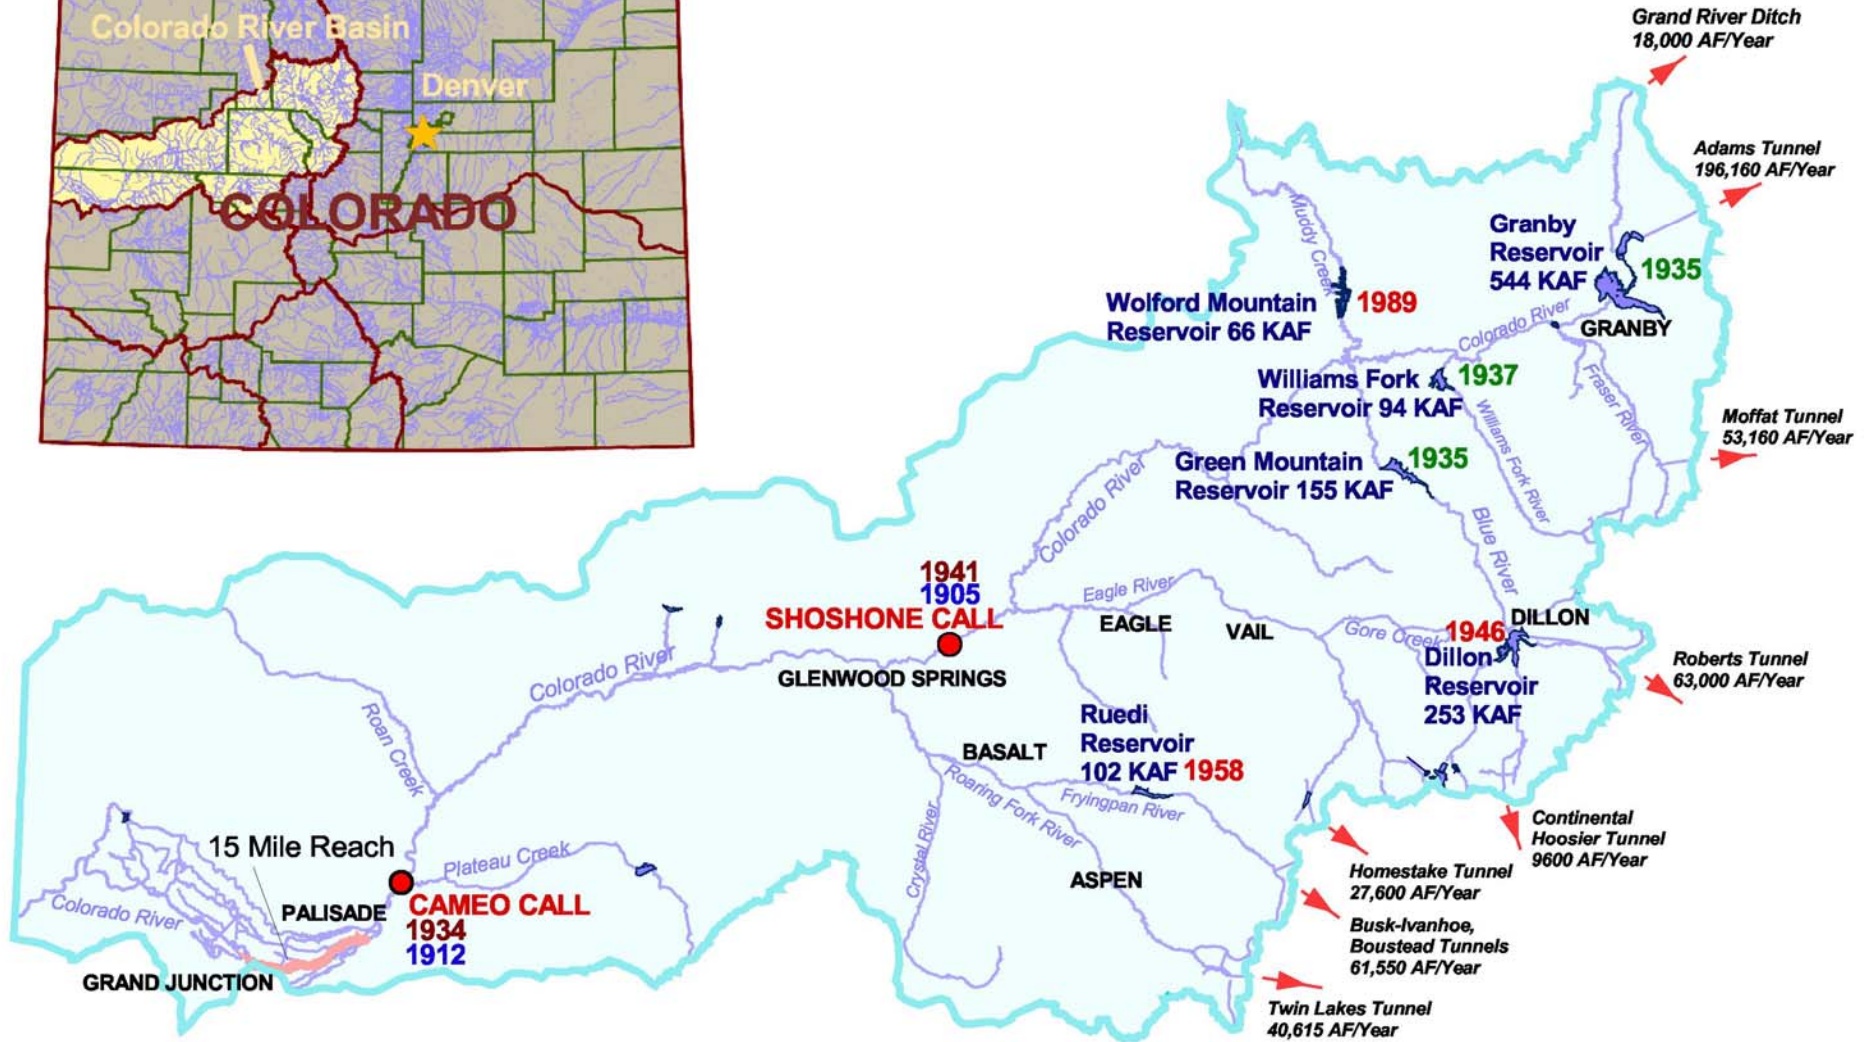 Colorado River Basin
Denver
COLORADO
Grand River Ditch
18,000 AF/Year
Adams Tunnel
196,160 AF/Year
Muddy Creek
Granby
Reservoir
544 KAF
1935
Wolford Mountain
Reservoir 66 KAF
1989
Colorado River
GRANBY
Williams Fork
Reservoir 94 KAF
1937
Fraser River
Williams Fork River
Moffat Tunnel
53,160 AF/Year
Green Mountain
Reservoir 155 KAF
1935
Colorado River
Blue River
1941
1905
SHOSHONE CALL
Eagle River
EAGLE
VAIL
Gore Creek
1946
DILLON
Dillon
Reservoir
253 KAF
Roberts Tunnel
63,000 AF/Year
GLENWOOD SPRINGS
Colorado River
Roan Creek
Ruedi
Reservoir
102 KAF 1958
BASALT
Roaring Fork River
Fryingpan River
Crystal River
ASPEN
Continental
Hoosier Tunnel
9600 AF/Year
Homestake Tunnel
27,600 AF/Year
Busk-Ivanhoe,
Boustead Tunnels
61,550 AF/Year
Twin Lakes Tunnel
40,615 AF/Year
15 Mile Reach
Plateau Creek
PALISADE
CAMEO CALL
1934
1912
Colorado River
GRAND JUNCTION